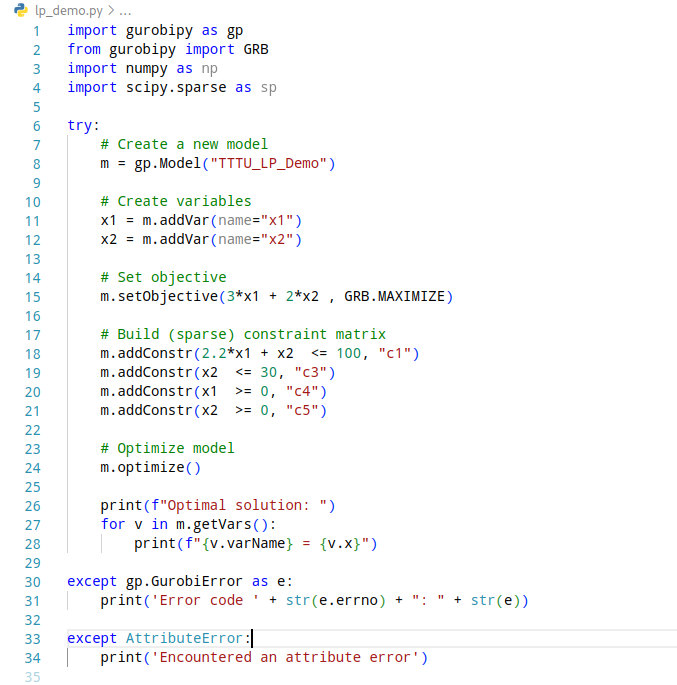 lp_demo.py > ...
1 import gurobipy as gp
2 from gurobipy import GRB
3 import numpy as np
4 import scipy.sparse as sp
5
6 try:
7     # Create a new model
8     m = gp.Model("TTTU_LP_Demo")
9
10     # Create variables
11     x1 = m.addVar(name="x1")
12     x2 = m.addVar(name="x2")
13
14     # Set objective
15     m.setObjective(3*x1 + 2*x2 , GRB.MAXIMIZE)
16
17     # Build (sparse) constraint matrix
18     m.addConstr(2.2*x1 + x2  <= 100, "c1")
19     m.addConstr(x2  <= 30, "c3")
20     m.addConstr(x1  >= 0, "c4")
21     m.addConstr(x2  >= 0, "c5")
22
23     # Optimize model
24     m.optimize()
25
26     print(f"Optimal solution: ")
27     for v in m.getVars():
28         print(f"{v.varName} = {v.x}")
29
30 except gp.GurobiError as e:
31     print('Error code ' + str(e.errno) + ": " + str(e))
32
33 except AttributeError:
34     print('Encountered an attribute error')
35